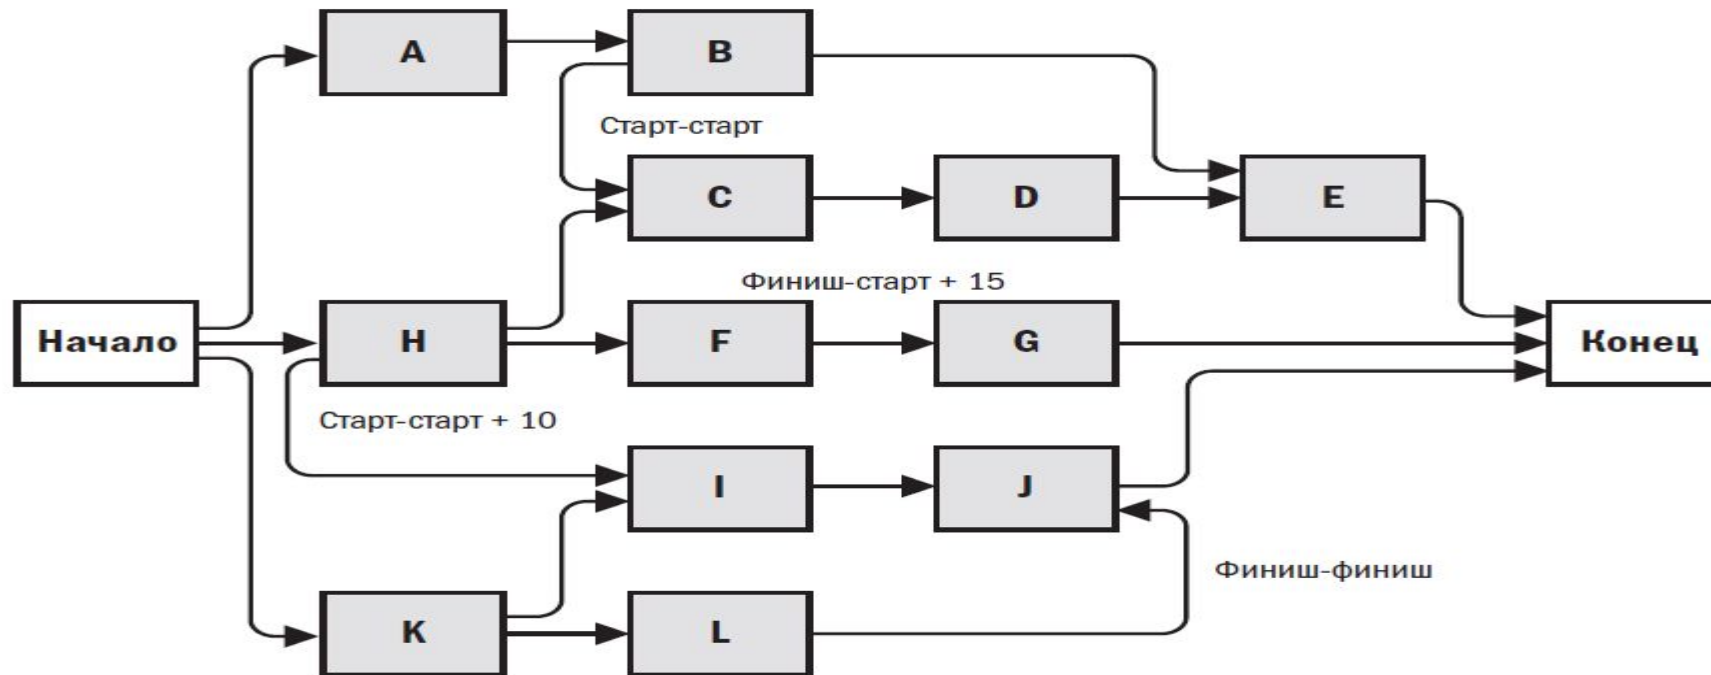 A
B
Старт-старт
C
D
E
Финиш-старт + 15
Начало
H
F
G
Конец
Старт-старт + 10
I
J
Финиш-финиш
K
L